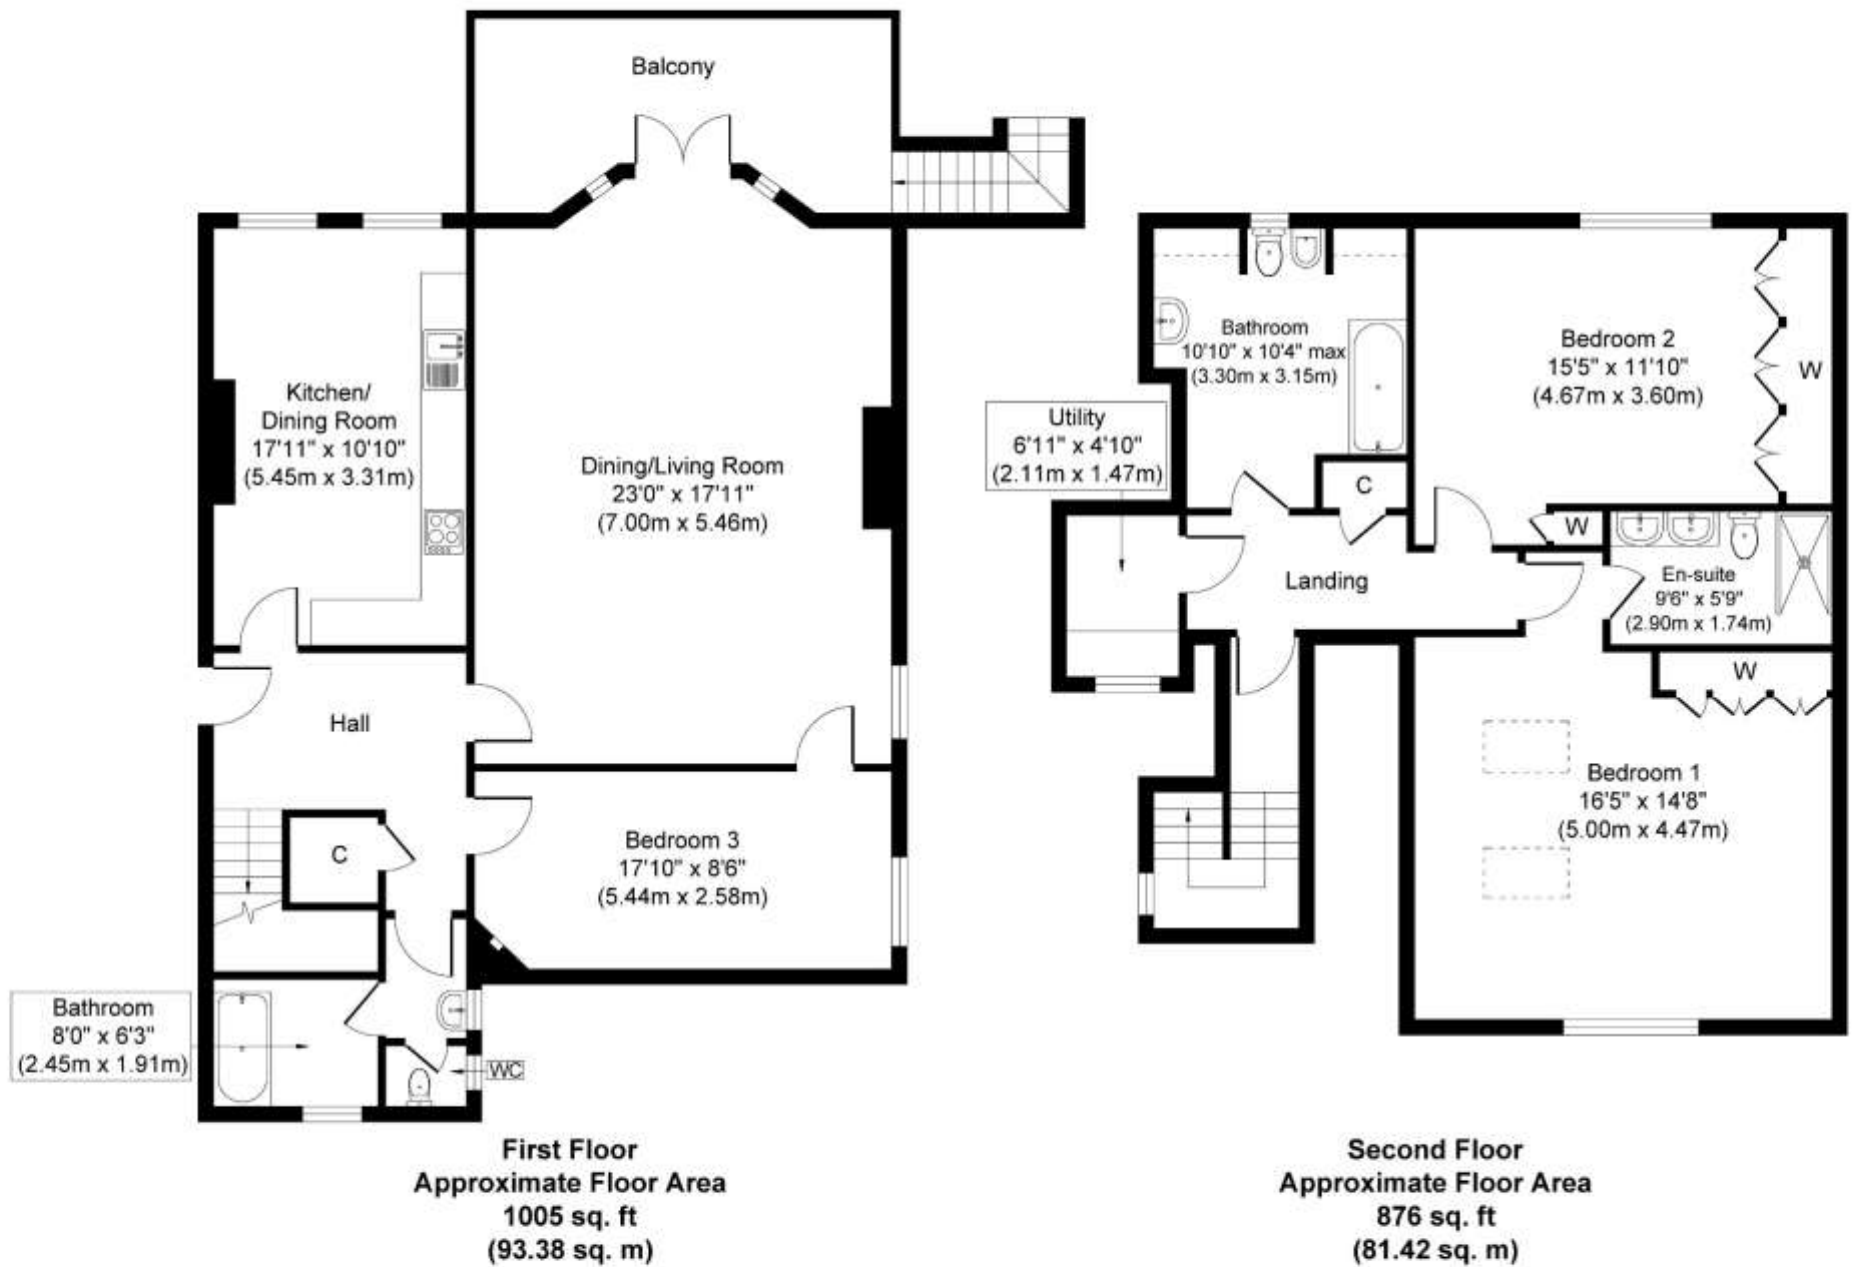 Balcony
Kitchen/
Dining Room
17'11" x 10'10"
(5.45m x 3.31m)
Dining/Living Room
23'0" x 17'11"
(7.00m x 5.46m)
Hall
C
Bedroom 3
17'10" x 8'6"
(5.44m x 2.58m)
Bathroom
8'0" x 6'3"
(2.45m x 1.91m)
WC
First Floor
Approximate Floor Area
1005 sq. ft
(93.38 sq. m)
Bathroom
10'10" x 10'4" max
(3.30m x 3.15m)
Bedroom 2
15'5" x 11'10"
(4.67m x 3.60m)
W
Utility
6'11" x 4'10"
(2.11m x 1.47m)
C
W
Landing
En-suite
9'6" x 5'9"
(2.90m x 1.74m)
W
Bedroom 1
16'5" x 14'8"
(5.00m x 4.47m)
Second Floor
Approximate Floor Area
876 sq. ft
(81.42 sq. m)